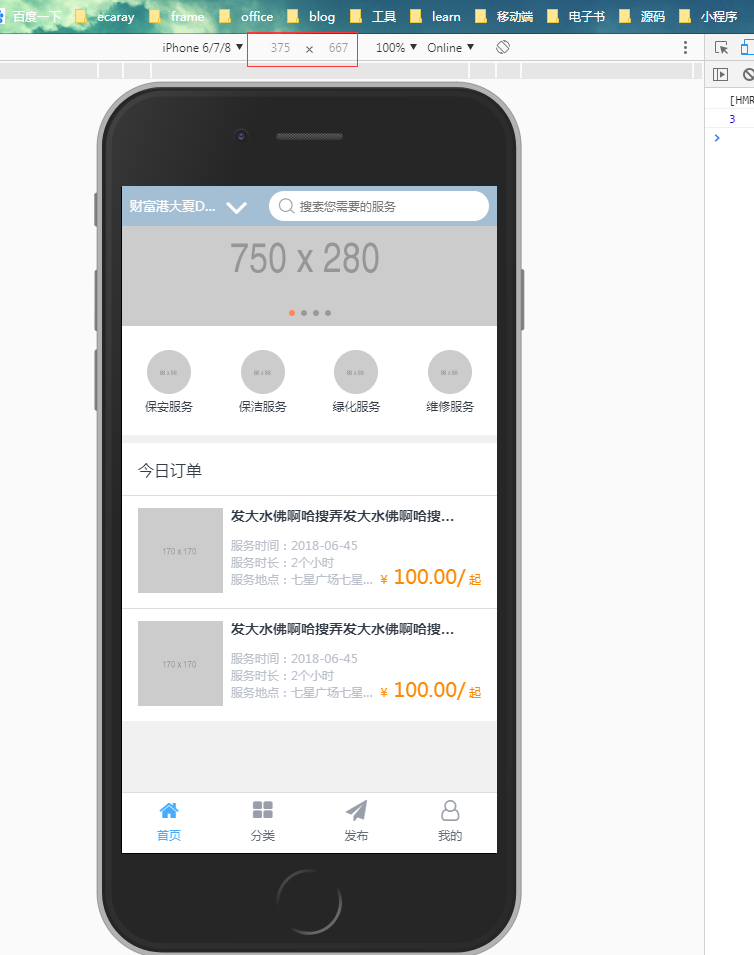 百度一下 ecaray frame office blog 工具 learn 移动端 电子书 源码 小程序
iPhone 6/7/8 ▼ 375 × 667 100% ▼ Online ▼
[HMR
3
财富港大夏D... 搜索您需要的服务
750 x 280
88 x 88 88 x 88 88 x 88 88 x 88
保安服务 保洁服务 绿化服务 维修服务
今日订单
170 x 170
发大水佛啊哈搜弄发大水佛啊哈搜...
服务时间：2018-06-45
服务时长：2个小时
服务地点：七星广场七星... ¥ 100.00/起
170 x 170
发大水佛啊哈搜弄发大水佛啊哈搜...
服务时间：2018-06-45
服务时长：2个小时
服务地点：七星广场七星... ¥ 100.00/起
首页 分类 发布 我的